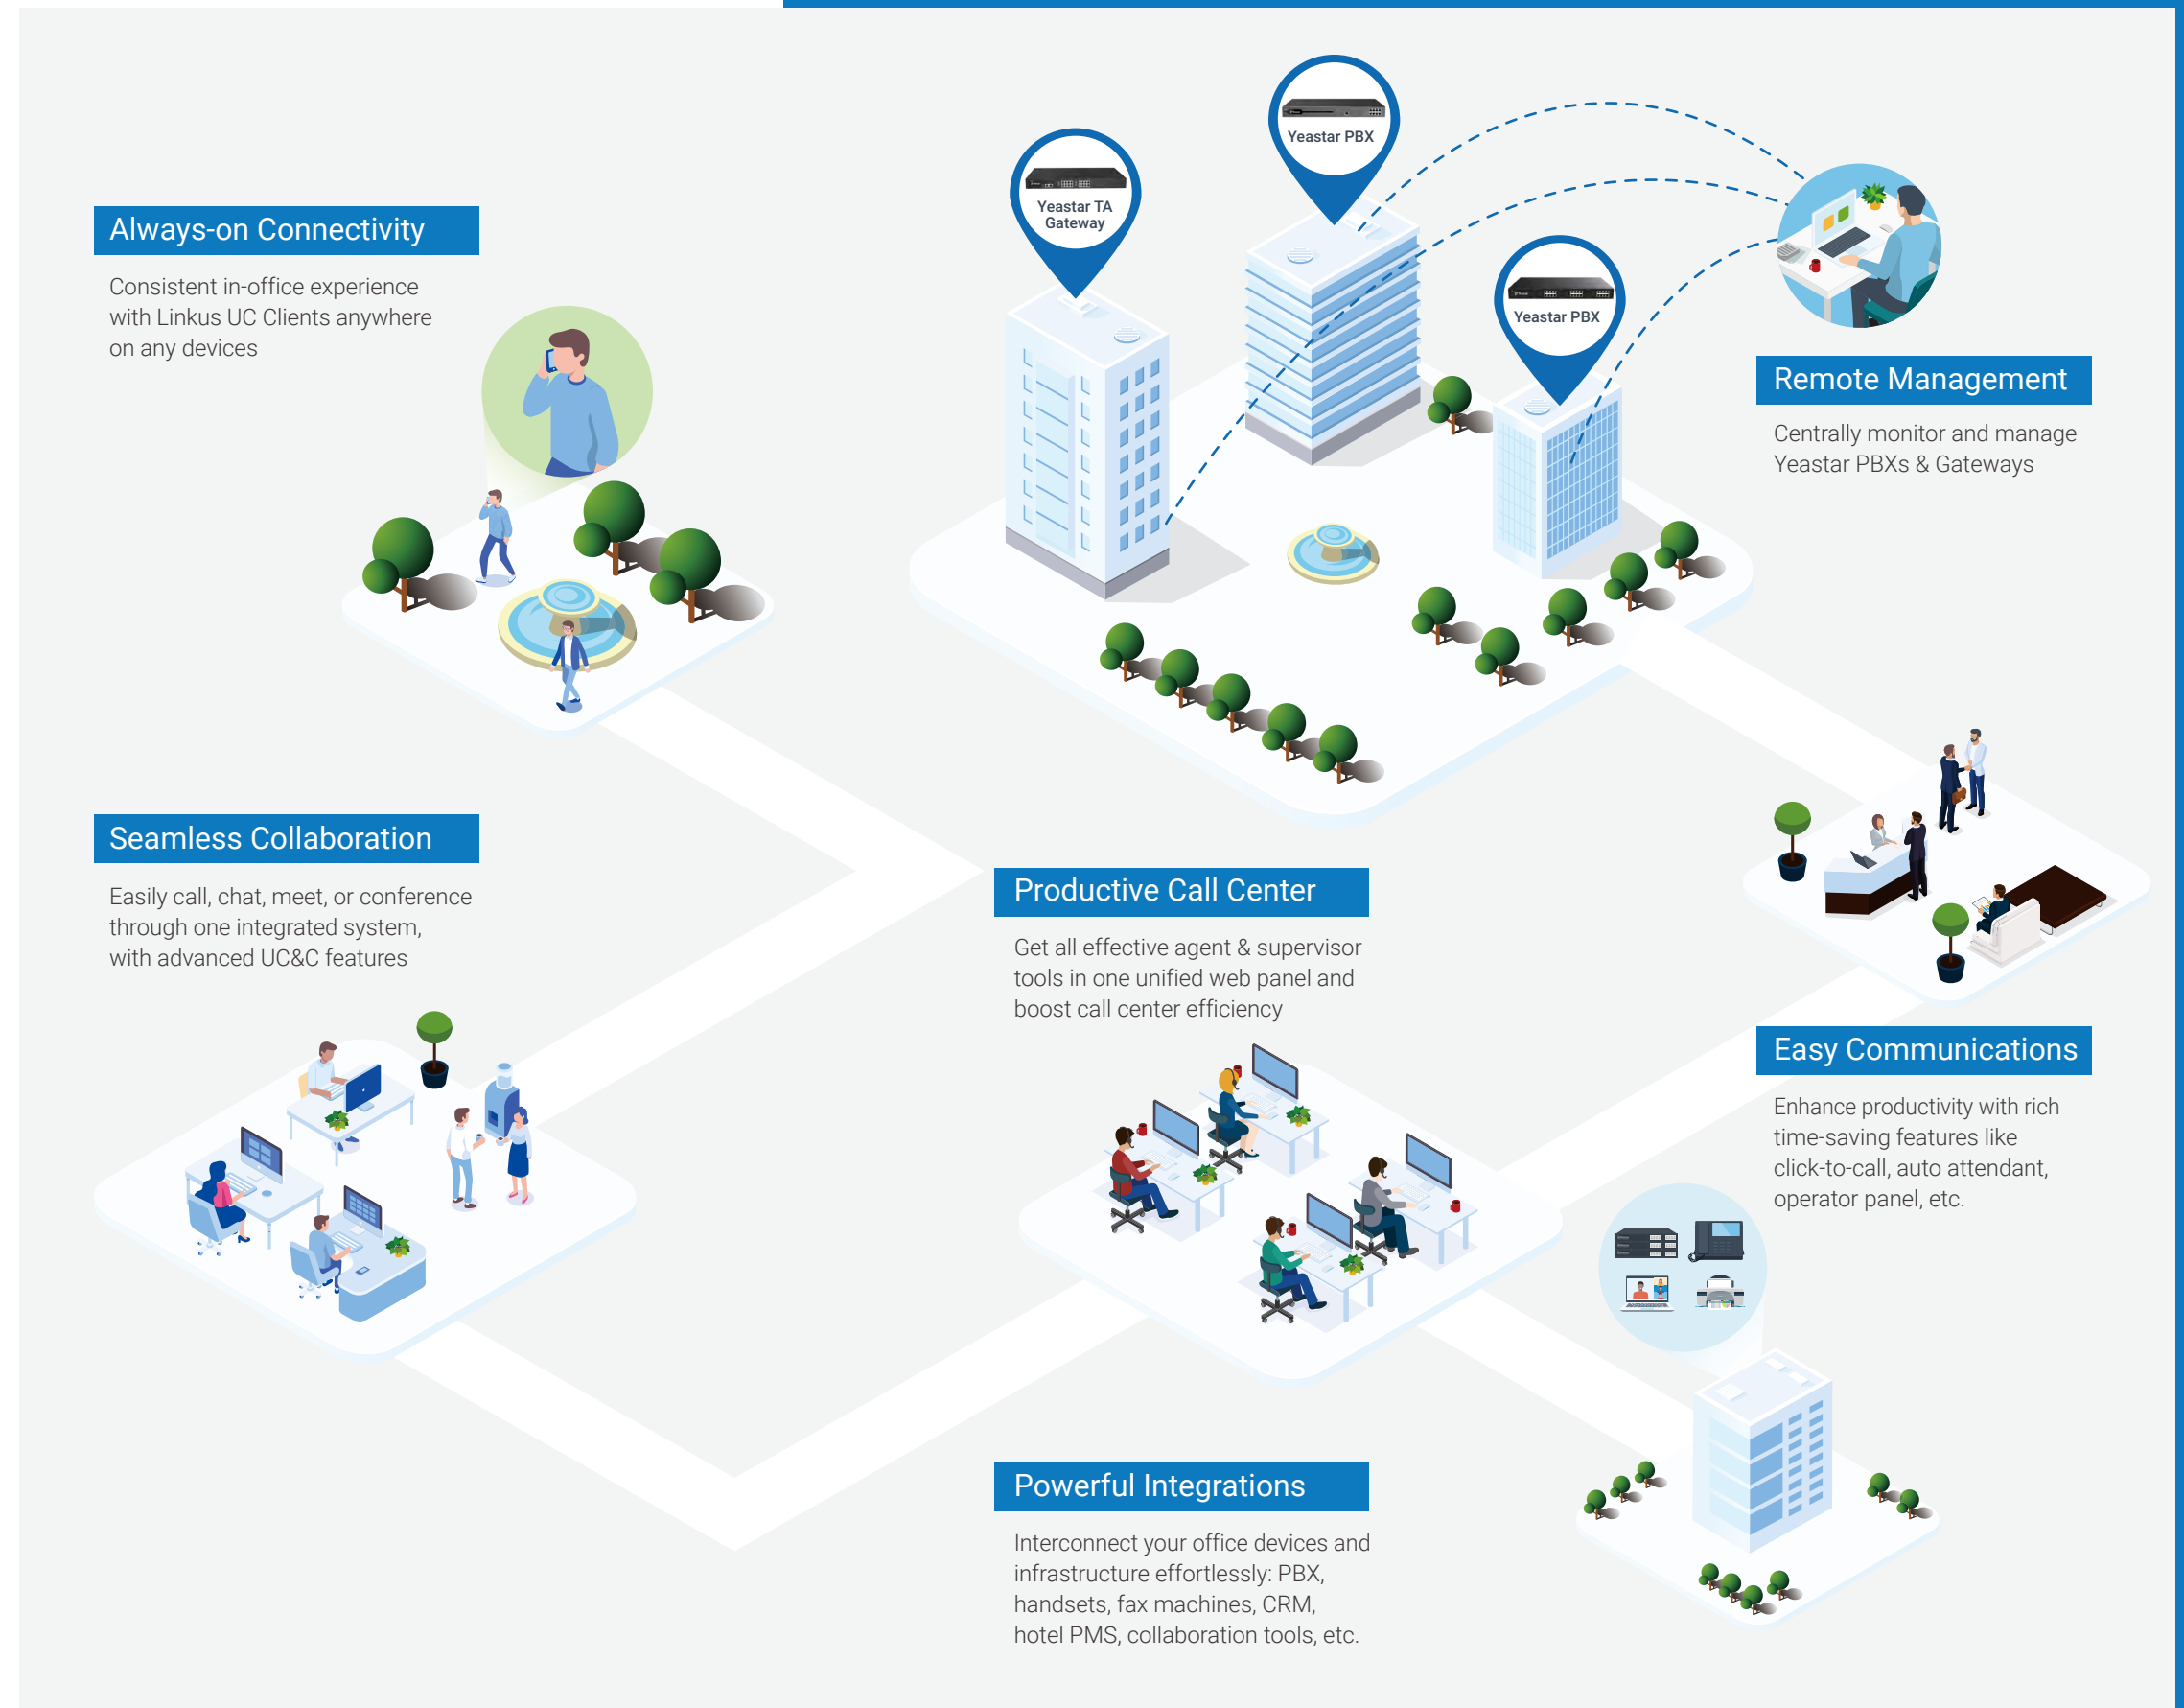 Yeastar PBX
Yeastar TA
Gateway
Yeastar PBX
Always-on Connectivity
Consistent in-office experience
with Linkus UC Clients anywhere
on any devices
Remote Management
Centrally monitor and manage
Yeastar PBXs & Gateways
Seamless Collaboration
Easily call, chat, meet, or conference
through one integrated system,
with advanced UC&C features
Productive Call Center
Get all effective agent & supervisor
tools in one unified web panel and
boost call center efficiency
Easy Communications
Enhance productivity with rich
time-saving features like
click-to-call, auto attendant,
operator panel, etc.
Powerful Integrations
Interconnect your office devices and
infrastructure effortlessly: PBX,
handsets, fax machines, CRM,
hotel PMS, collaboration tools, etc.